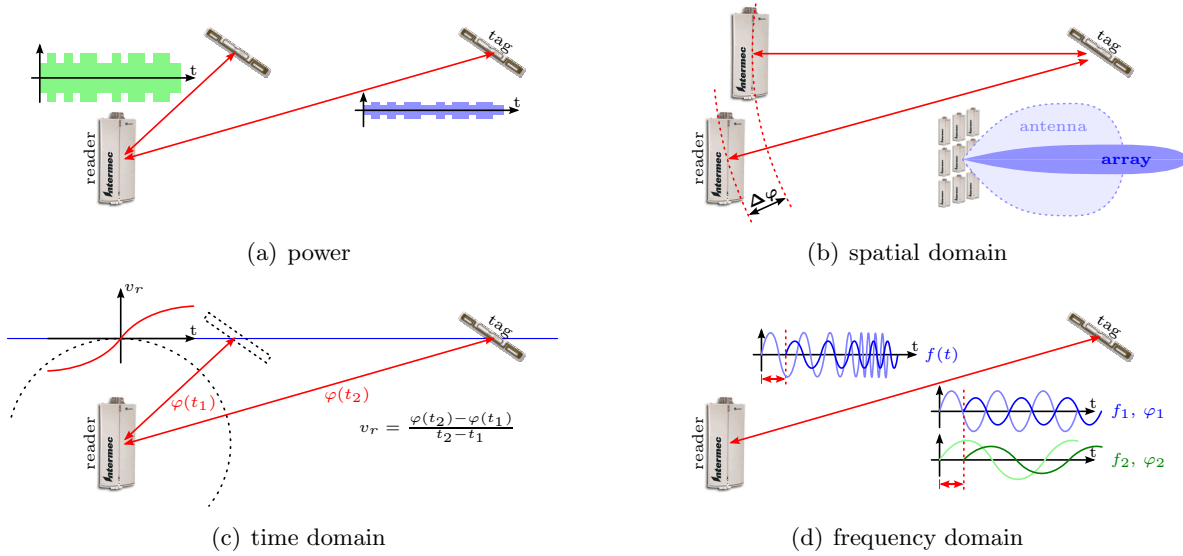 t
tag
t
reader
Intermec
(a) power
Intermec
tag
reader
Intermec
Δφ
antenna
array
(b) spatial domain
v_r
t
tag
φ(t_1)
φ(t_2)
reader
Intermec
v_r = \frac{φ(t_2)−φ(t_1)}{t_2−t_1}
(c) time domain
t
f(t)
tag
reader
Intermec
t
f_1, φ_1
t
f_2, φ_2
(d) frequency domain